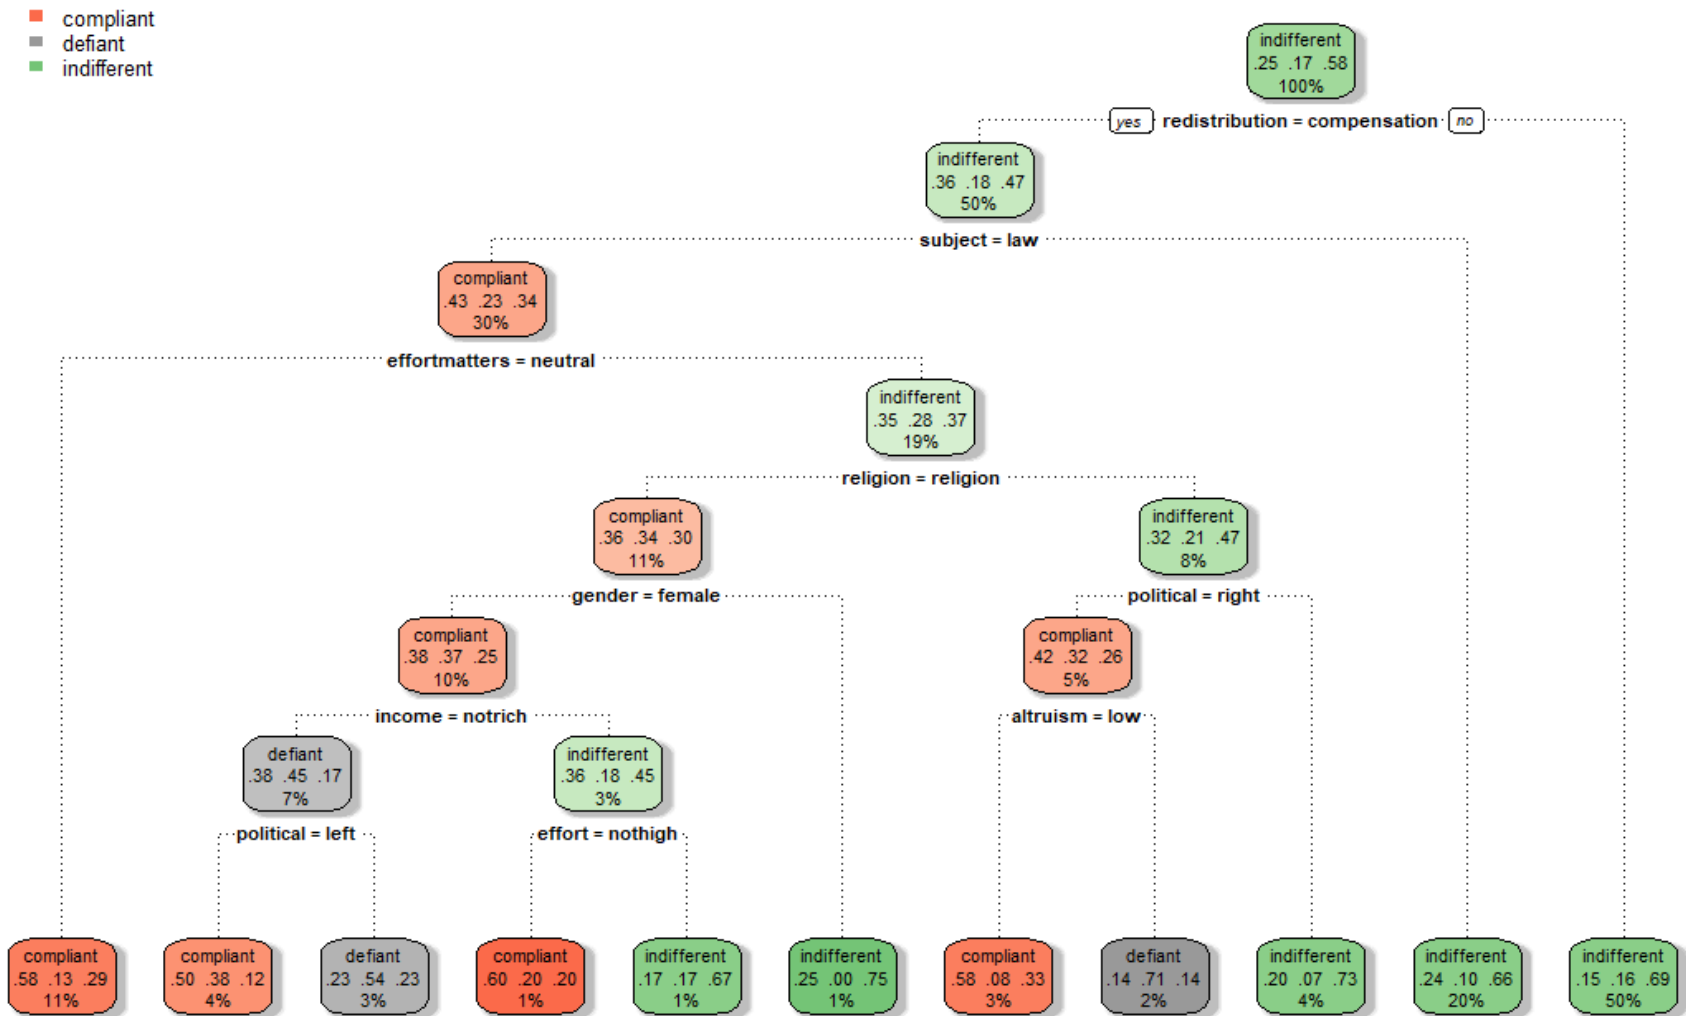 compliant
defiant
indifferent
indifferent
.25 .17 .58
100%
yes redistribution = compensation no
indifferent
.36 .18 .47
50%
subject = law
compliant
.43 .23 .34
30%
effortmatters = neutral
indifferent
.35 .28 .37
19%
religion = religion
compliant
.36 .34 .30
11%
indifferent
.32 .21 .47
8%
gender = female
political = right
compliant
.38 .37 .25
10%
compliant
.42 .32 .26
5%
income = notrich
altruism = low
defiant
.38 .45 .17
7%
indifferent
.36 .18 .45
3%
political = left
effort = nothigh
compliant
.58 .13 .29
11%
compliant
.50 .38 .12
4%
defiant
.23 .54 .23
3%
compliant
.60 .20 .20
1%
indifferent
.17 .17 .67
1%
indifferent
.25 .00 .75
1%
compliant
.58 .08 .33
3%
defiant
.14 .71 .14
2%
indifferent
.20 .07 .73
4%
indifferent
.24 .10 .66
20%
indifferent
.15 .16 .69
50%